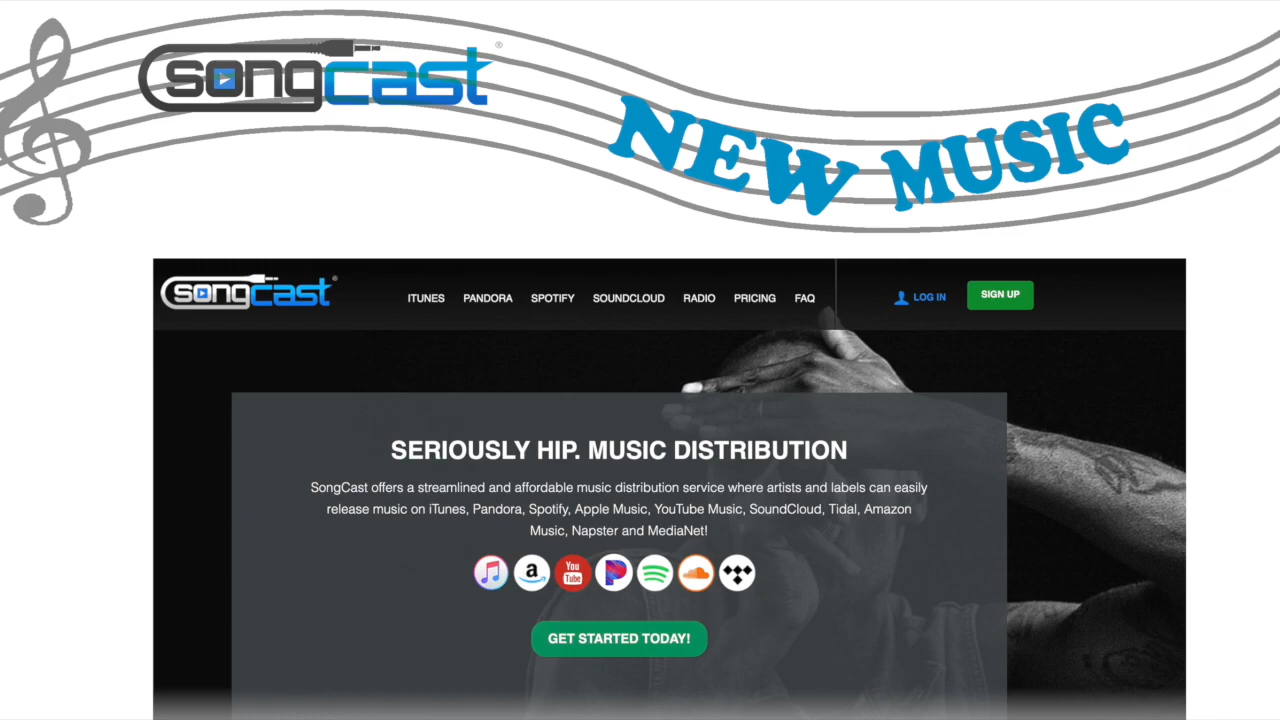 songcast®
NEW MUSIC
songcast®
ITUNES PANDORA SPOTIFY SOUNDCLOUD RADIO PRICING FAQ LOG IN SIGN UP
SERIOUSLY HIP. MUSIC DISTRIBUTION
SongCast offers a streamlined and affordable music distribution service where artists and labels can easily
release music on iTunes, Pandora, Spotify, Apple Music, YouTube Music, SoundCloud, Tidal, Amazon
Music, Napster and MediaNet!
a You
Tube
GET STARTED TODAY!